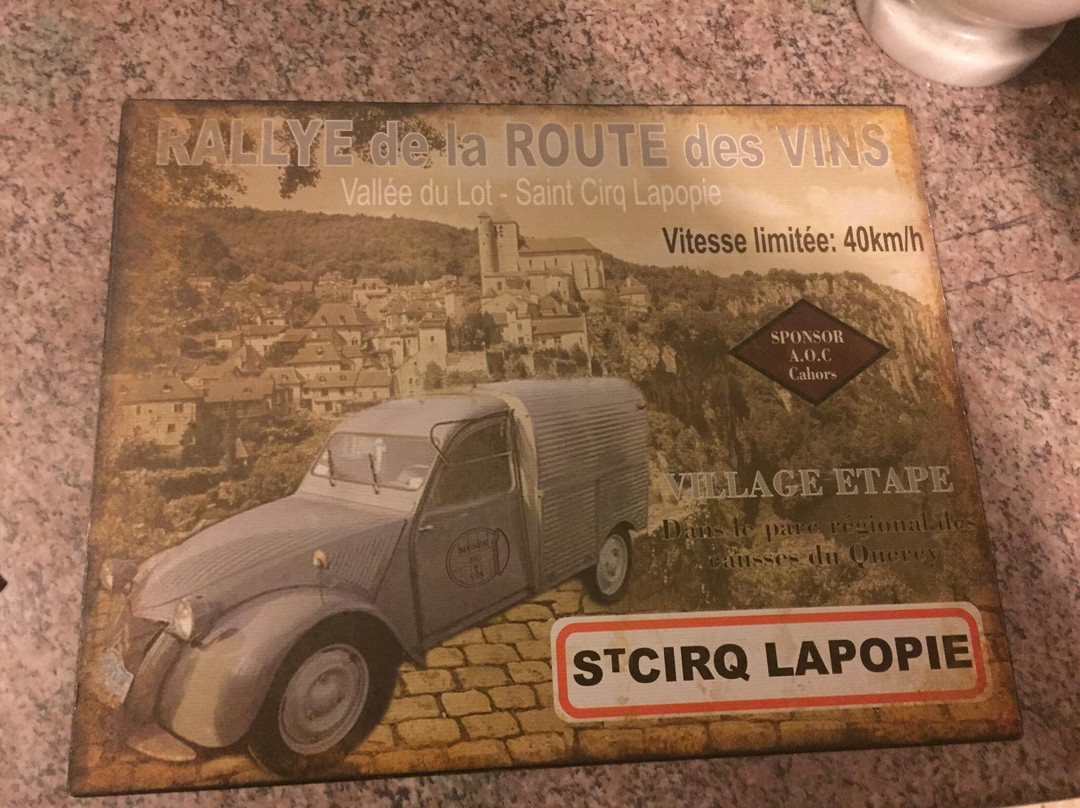 RALLYE de la ROUTE des VINS
Vallée du Lot - Saint Cirq Lapopie
Vitesse limitée: 40km/h
SPONSOR
A.O.C
Cahors
VILLAGE ETAPE
Dans le parc régional des
causses du Quercy
STCIRQ LAPOPIE